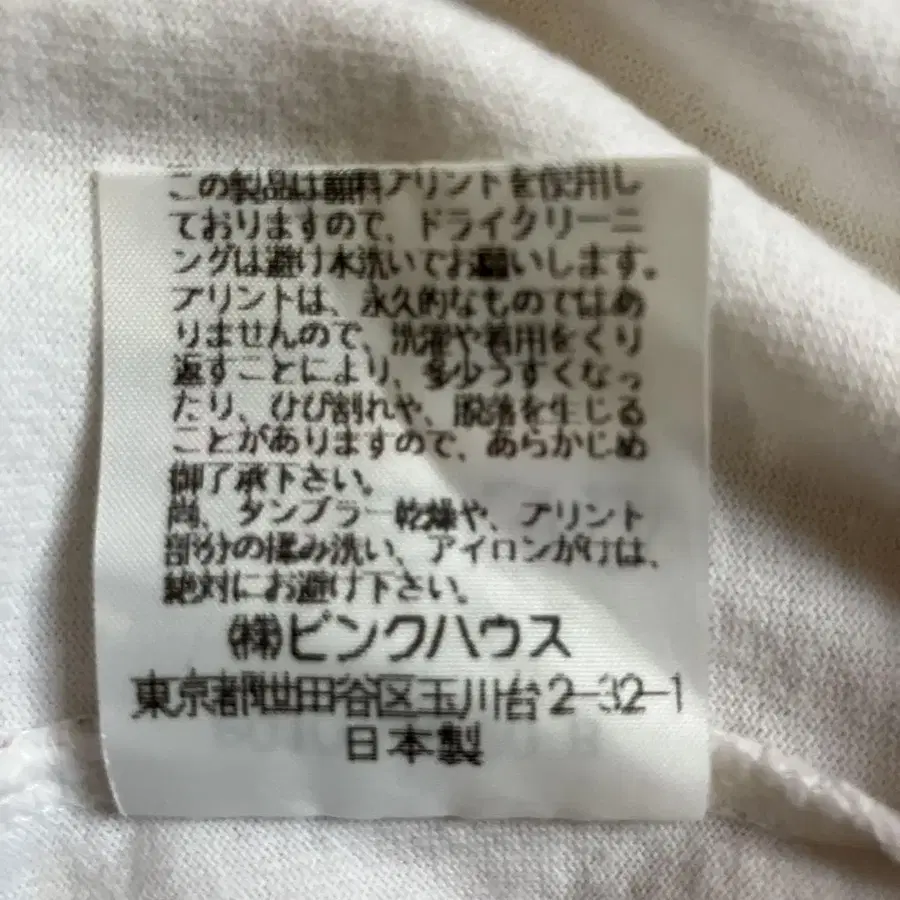 この製品は顔料プリントを使用し
ておりますので、ドライクリーニ
ングは避け水洗いでお願いします。
プリントは、永久的なものではあ
りませんので、洗濯や着用をくり
返すことにより、多少うすくなっ
たり、ひび割れや、脱落を生じる
ことがありますので、あらかじめ
御了承下さい。
尚、タンブラー乾燥や、プリント
部分の揉み洗い、アイロンがけは、
絶対にお避け下さい。
(株)ピンクハウス
東京都世田谷区玉川台2-32-1
日本製